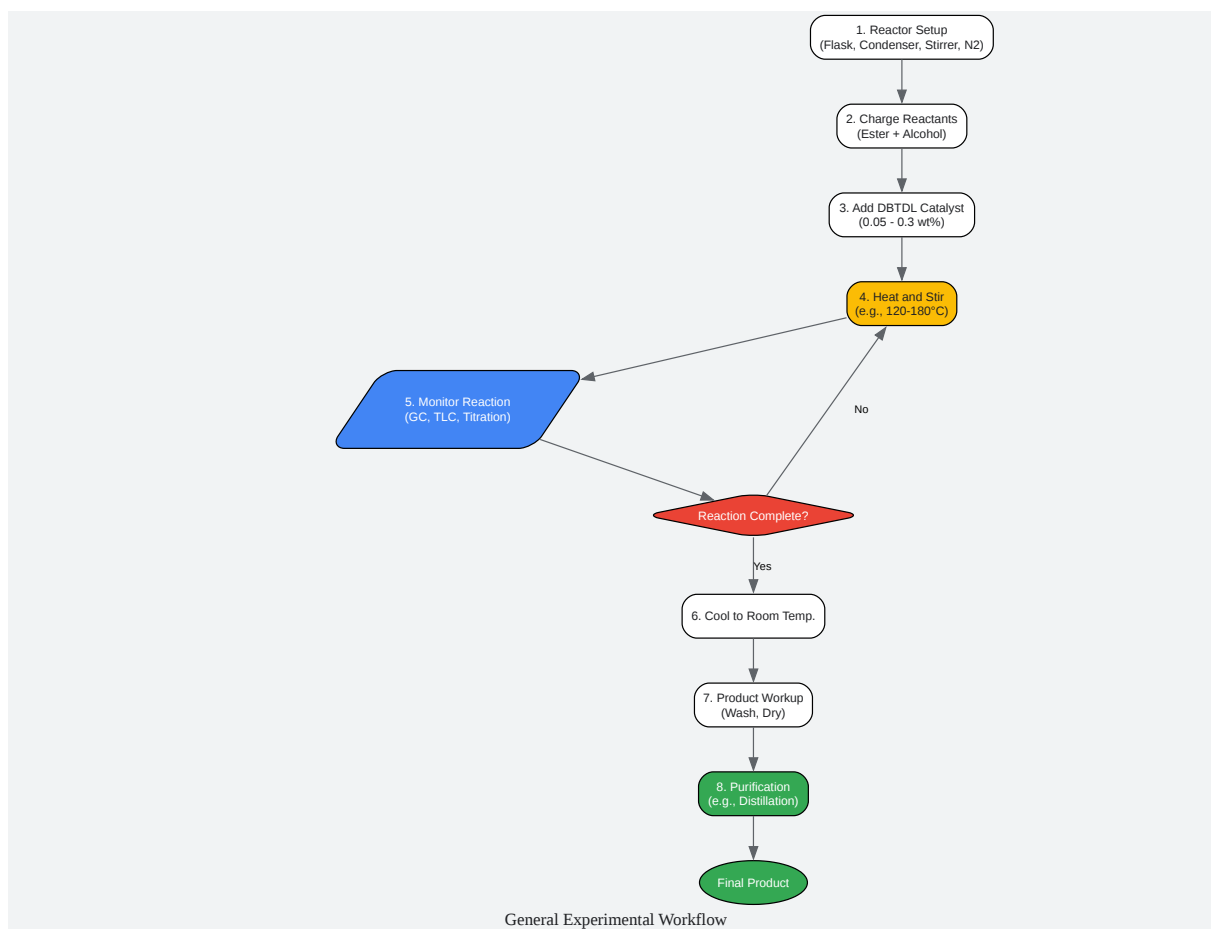 1. Reactor Setup
(Flask, Condenser, Stirrer, N2)
2. Charge Reactants
(Ester + Alcohol)
3. Add DBTDL Catalyst
(0.05 - 0.3 wt%)
4. Heat and Stir
(e.g., 120-180°C)
5. Monitor Reaction
(GC, TLC, Titration)
No
Reaction Complete?
Yes
6. Cool to Room Temp.
7. Product Workup
(Wash, Dry)
8. Purification
(e.g., Distillation)
Final Product
General Experimental Workflow